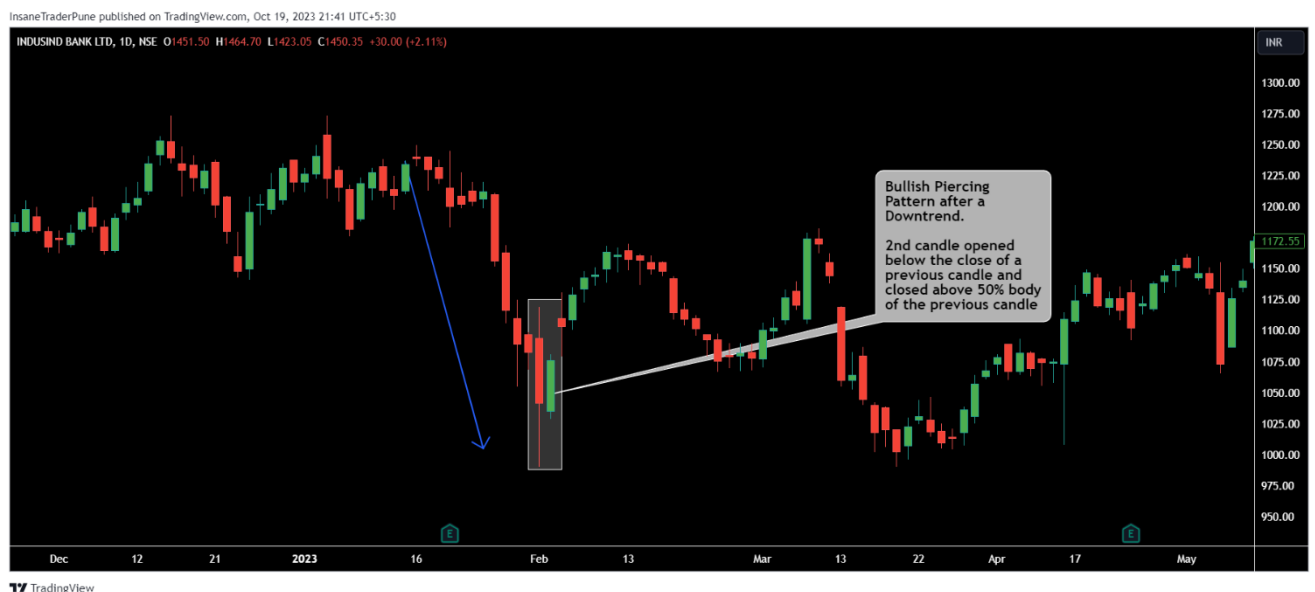 InsaneTraderPune published on TradingView.com, Oct 19, 2023 21:41 UTC+5:30
INDUSIND BANK LTD, 1D, NSE O1451.50 H1464.70 L1423.05 C1450.35 +30.00 (+2.11%)
INR
1300.00
1275.00
1250.00
1225.00
1200.00
1172.55
1150.00
1125.00
1100.00
1075.00
1050.00
1025.00
1000.00
975.00
950.00
Bullish Piercing
Pattern after a
Downtrend.
2nd candle opened
below the close of a
previous candle and
closed above 50% body
of the previous candle
E E
Dec 12 21 2023 16 Feb 13 Mar 13 22 Apr 17 May
TradingView